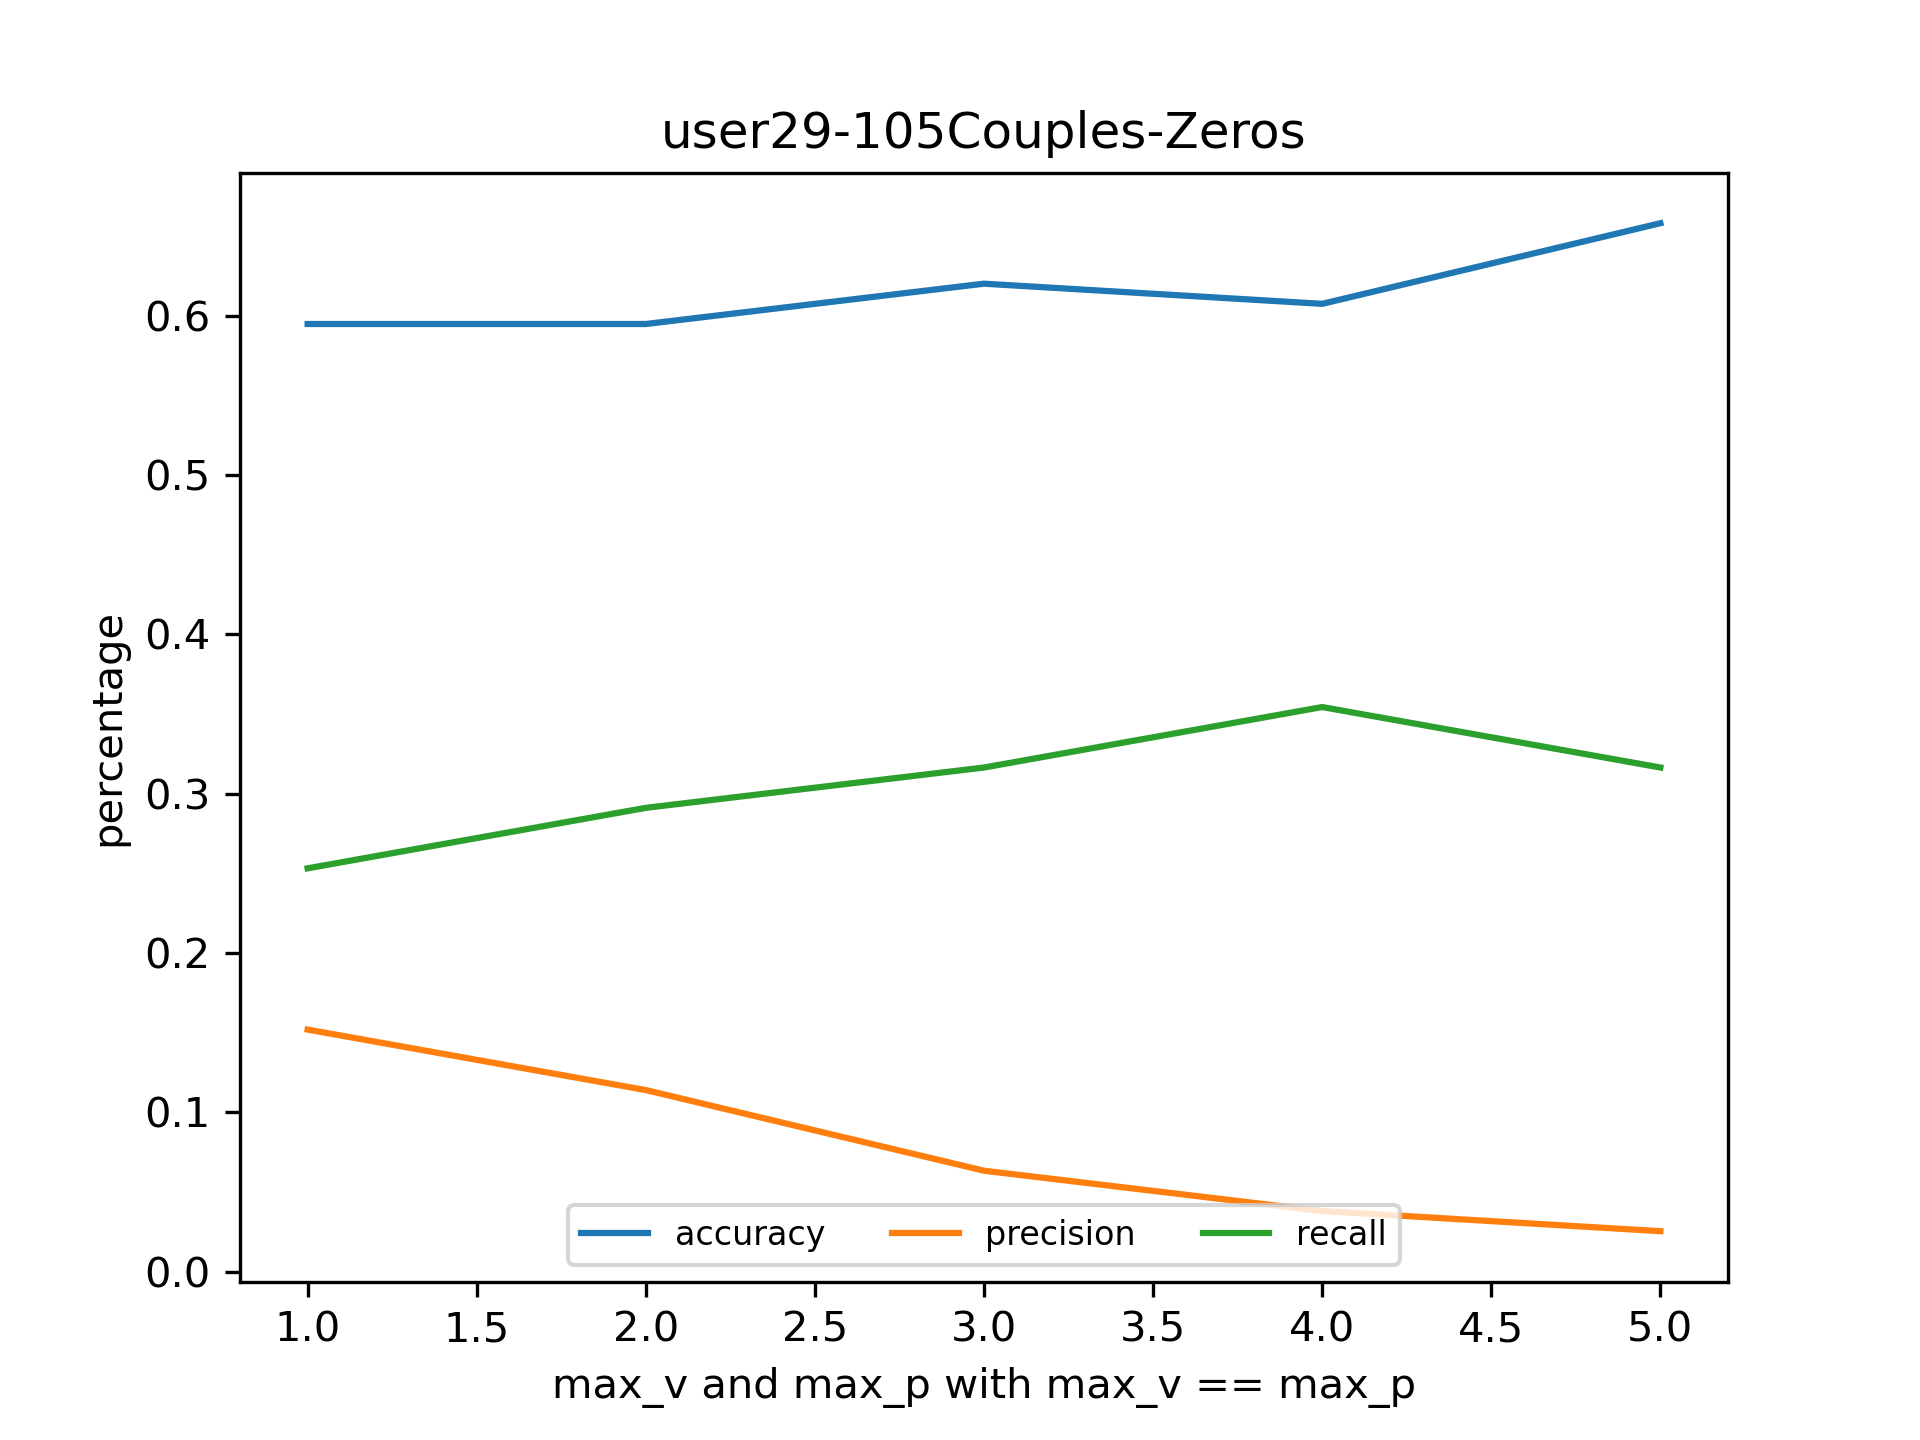 user29-105Couples-Zeros
percentage
0.6
0.5
0.4
0.3
0.2
0.1
0.0
accuracy precision recall
1.0 1.5 2.0 2.5 3.0 3.5 4.0 4.5 5.0
max_v and max_p with max_v == max_p